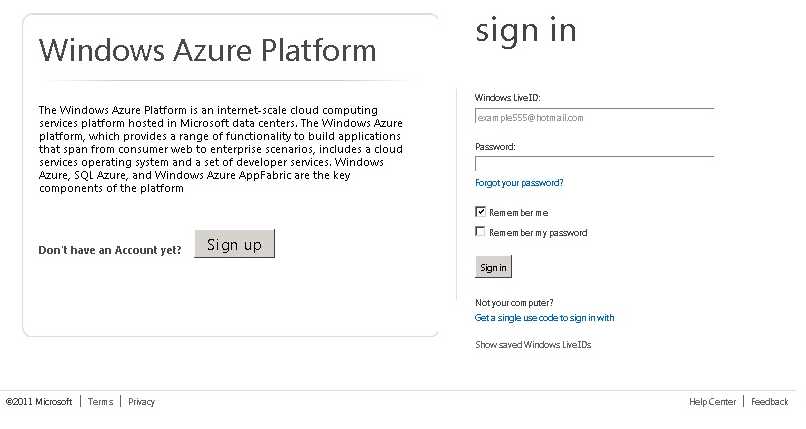 Windows Azure Platform
The Windows Azure Platform is an internet-scale cloud computing
services platform hosted in Microsoft data centers. The Windows Azure
platform, which provides a range of functionality to build applications
that span from consumer web to enterprise scenarios, includes a cloud
services operating system and a set of developer services. Windows
Azure, SQL Azure, and Windows Azure AppFabric are the key
components of the platform
Don't have an Account yet? Sign up
sign in
Windows Live ID:
example555@hotmail.com
Password:
Forgot your password?
Remember me
Remember my password
Sign in
Not your computer?
Get a single use code to sign in with
Show saved Windows Live IDs
©2011 Microsoft | Terms | Privacy
Help Center | Feedback